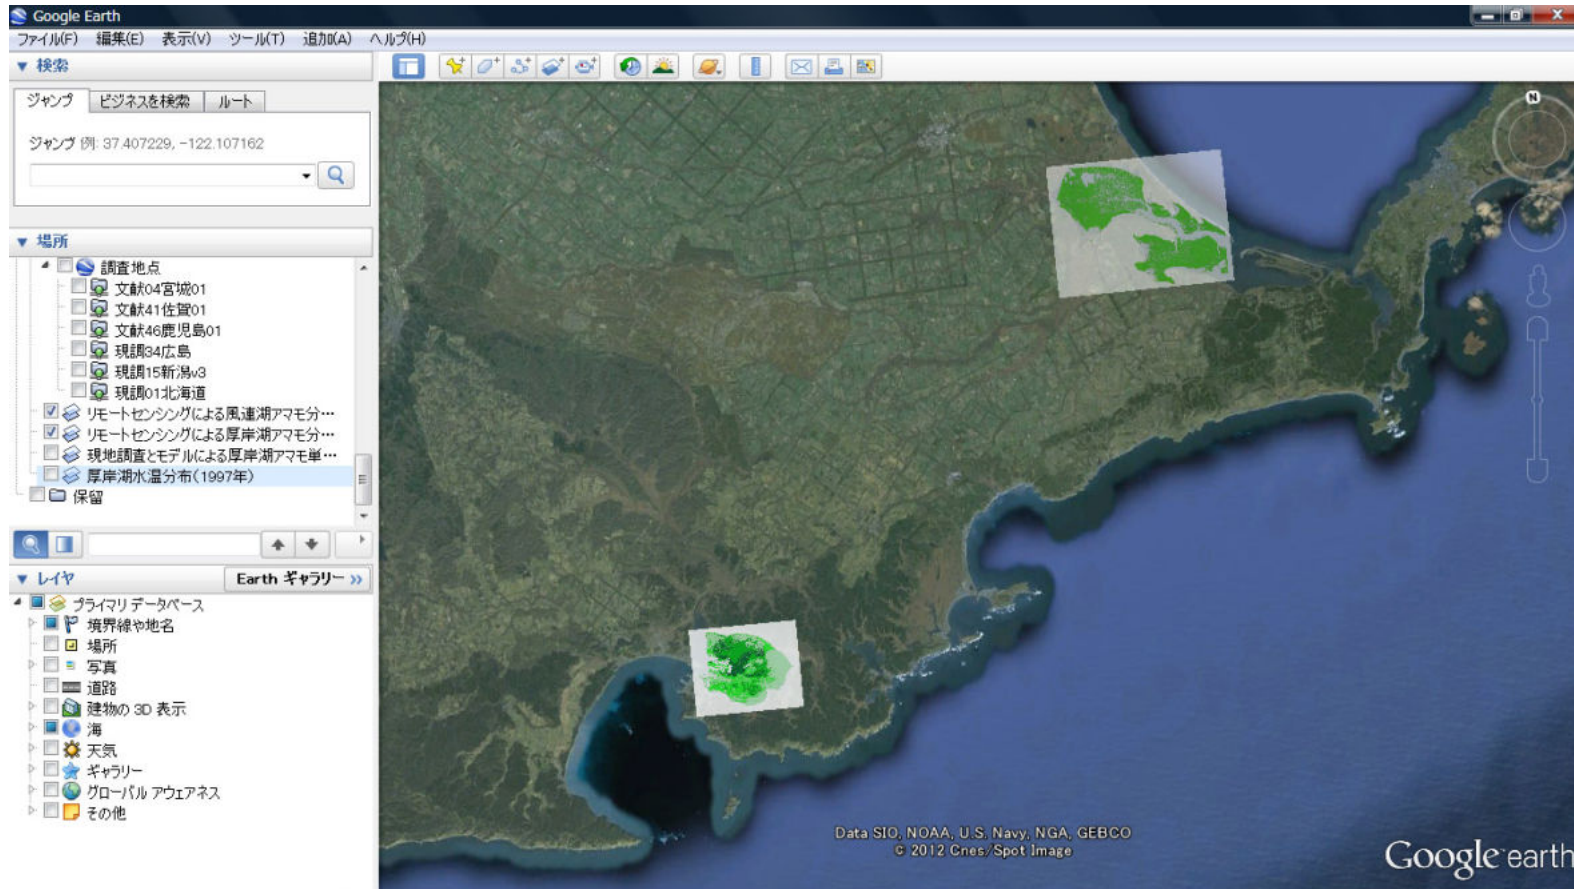 Google Earth
ファイル(F) 編集(E) 表示(V) ツール(T) 追加(A) ヘルプ(H)
検索
ジャンプ ビジネスを検索 ルート
ジャンプ 例: 37.407229, -122.107162
場所
調査地点
文献04宮城01
文献41佐賀01
文献46鹿児島01
現調34広島
現調15新潟v3
現調01北海道
リモートセンシングによる風連湖アマモ分…
リモートセンシングによる厚岸湖アマモ分…
現地調査とモデルによる厚岸湖アマモ単…
厚岸湖水温分布(1997年)
保留
レイヤ
Earth ギャラリー >>
プライマリ データベース
境界線や地名
場所
写真
道路
建物の 3D 表示
海
天気
ギャラリー
グローバル アウェアネス
その他
N
Data SIO, NOAA, U.S. Navy, NGA, GEBCO
© 2012 Cnes/Spot Image
Google earth